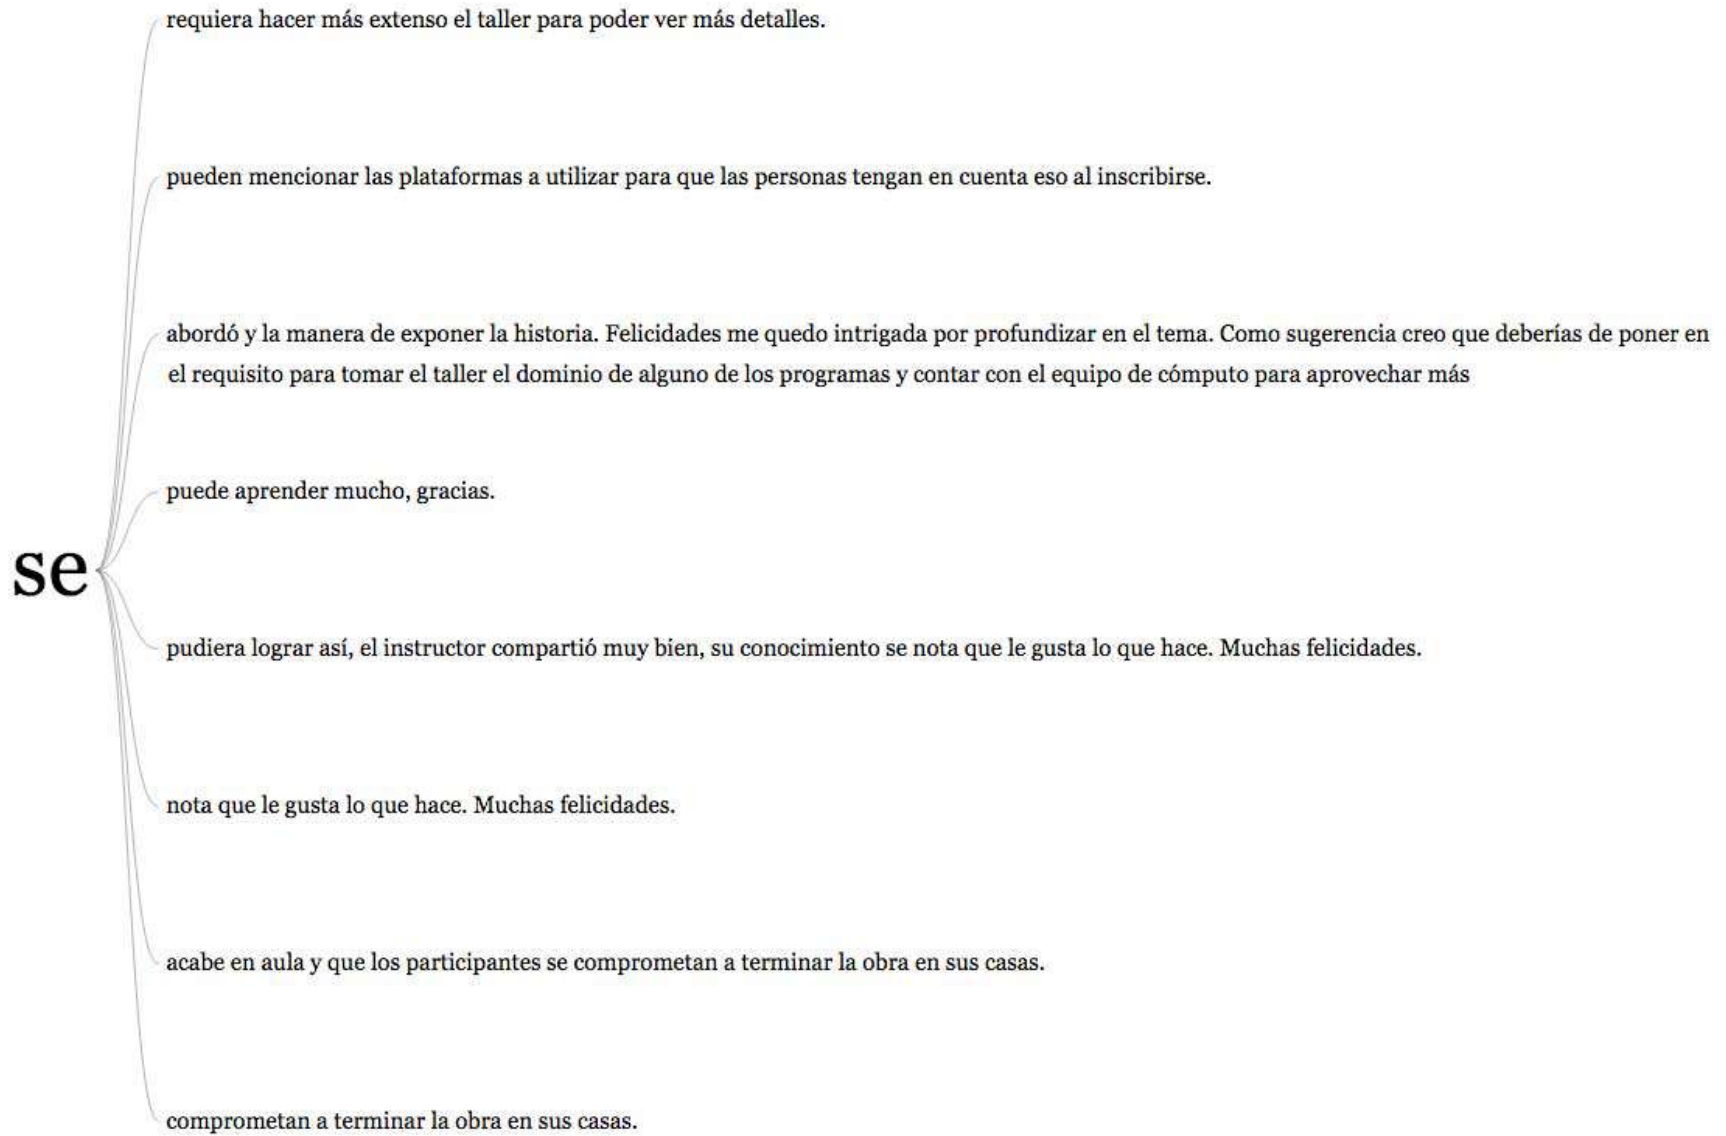 se
requiera hacer más extenso el taller para poder ver más detalles.
pueden mencionar las plataformas a utilizar para que las personas tengan en cuenta eso al inscribirse.
abordó y la manera de exponer la historia. Felicidades me quedo intrigada por profundizar en el tema. Como sugerencia creo que deberías de poner en
el requisito para tomar el taller el dominio de alguno de los programas y contar con el equipo de cómputo para aprovechar más
puede aprender mucho, gracias.
pudiera lograr así, el instructor compartió muy bien, su conocimiento se nota que le gusta lo que hace. Muchas felicidades.
nota que le gusta lo que hace. Muchas felicidades.
acabe en aula y que los participantes se comprometan a terminar la obra en sus casas.
comprometan a terminar la obra en sus casas.